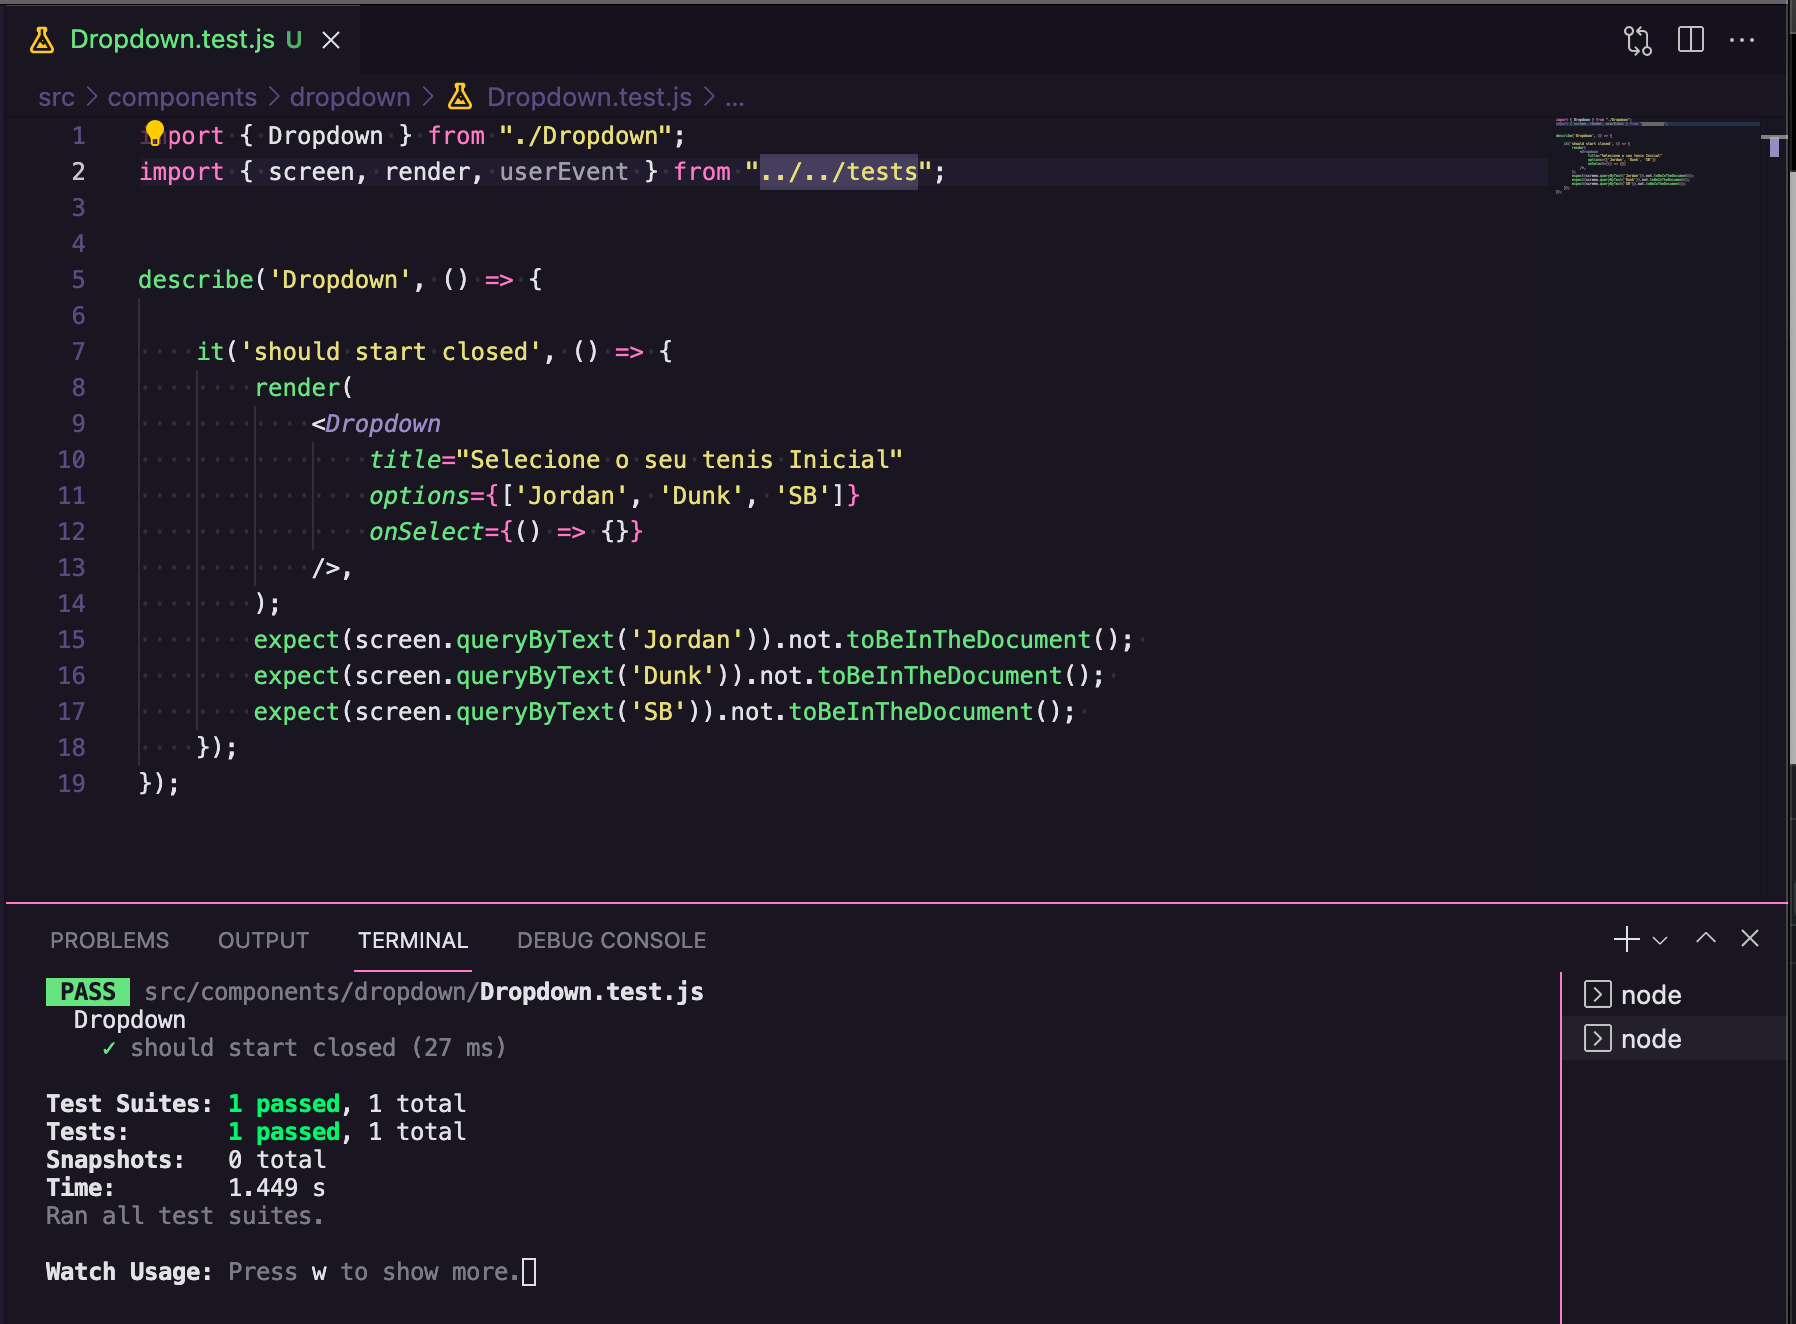 Dropdown.test.js U
src > components > dropdown > Dropdown.test.js > ...
1 import { Dropdown } from "./Dropdown";
2 import { screen, render, userEvent } from "../../tests";
3
4
5 describe('Dropdown', () => {
6
7 it('should start closed', () => {
8 render(
9 <Dropdown
10 title="Selecione o seu tenis Inicial"
11 options={['Jordan', 'Dunk', 'SB']}
12 onSelect={() => {}}
13 />,
14 );
15 expect(screen.queryByText('Jordan')).not.toBeInTheDocument();
16 expect(screen.queryByText('Dunk')).not.toBeInTheDocument();
17 expect(screen.queryByText('SB')).not.toBeInTheDocument();
18 });
19 });
PROBLEMS OUTPUT TERMINAL DEBUG CONSOLE
PASS src/components/dropdown/Dropdown.test.js
Dropdown
✓ should start closed (27 ms)
Test Suites: 1 passed, 1 total
Tests: 1 passed, 1 total
Snapshots: 0 total
Time: 1.449 s
Ran all test suites.
Watch Usage: Press w to show more.
node
node